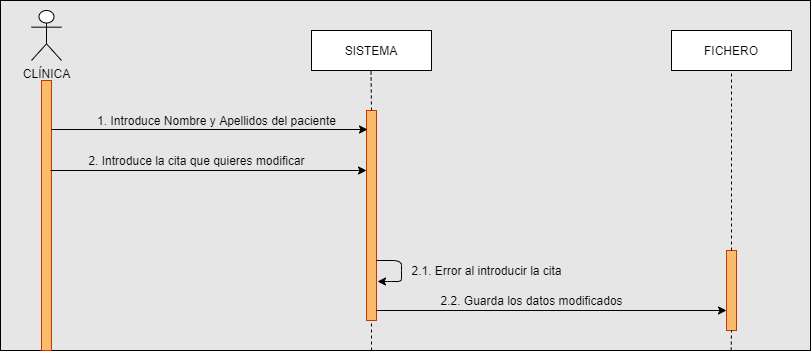 CLÍNICA
SISTEMA
FICHERO
1. Introduce Nombre y Apellidos del paciente
2. Introduce la cita que quieres modificar
2.1. Error al introducir la cita
2.2. Guarda los datos modificados